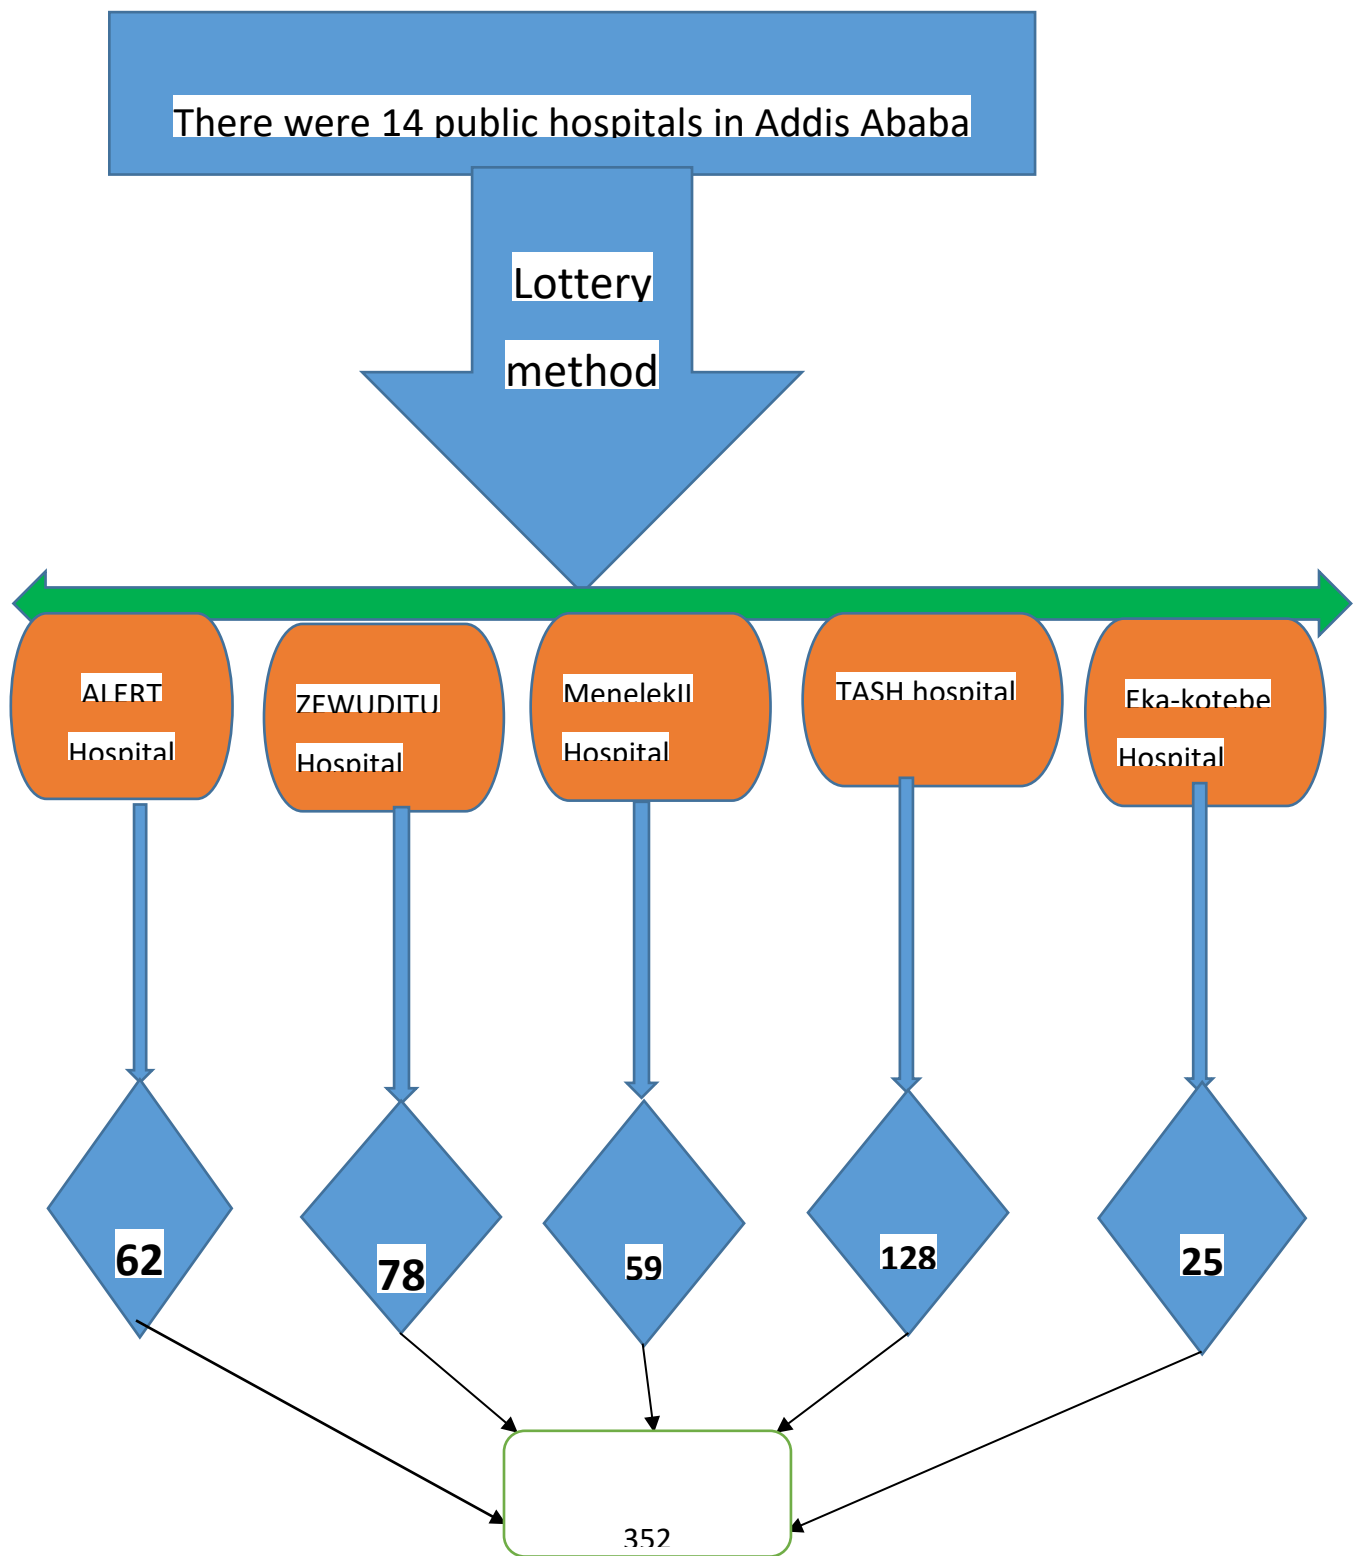 There were 14 public hospitals in Addis Ababa
Lottery
method
ALERT
Hospital
ZEWUDITU
Hospital
MenelekII
Hospital
TASH hospital
Eka-kotebe
Hospital
62
78
59
128
25
352